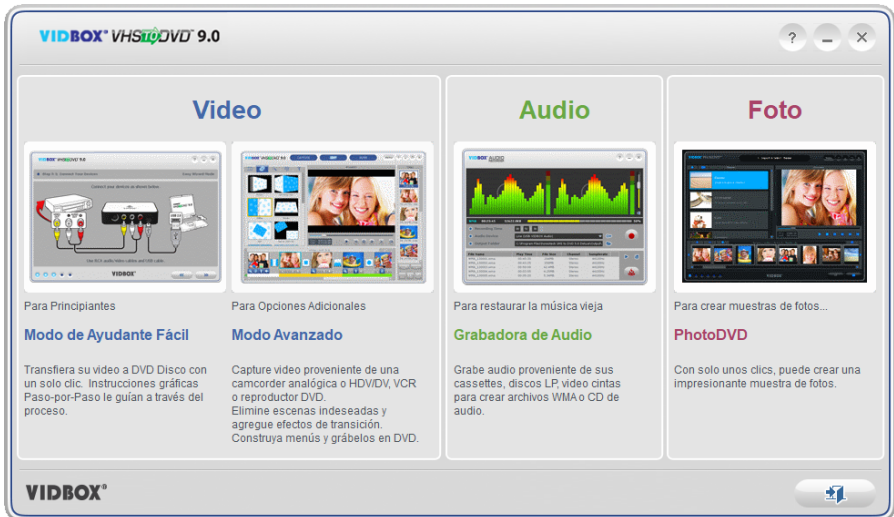 VIDBOX® VHSTODVD 9.0
?
Video
Audio
Foto
Para Principiantes
Modo de Ayudante Fácil
Transfiera su video a DVD Disco con
un solo clic. Instrucciones gráficas
Paso-por-Paso le guían a través del
proceso.
Para Opciones Adicionales
Modo Avanzado
Capture video proveniente de una
camcorder analógica o HDV/DV, VCR
o reproductor DVD.
Elimine escenas indeseadas y
agregue efectos de transición.
Construya menús y grábelos en DVD.
Para restaurar la música vieja
Grabadora de Audio
Grabe audio proveniente de sus
cassettes, discos LP, video cintas
para crear archivos WMA o CD de
audio.
Para crear muestras de fotos...
PhotoDVD
Con solo unos clics, puede crear una
impresionante muestra de fotos.
VIDBOX®